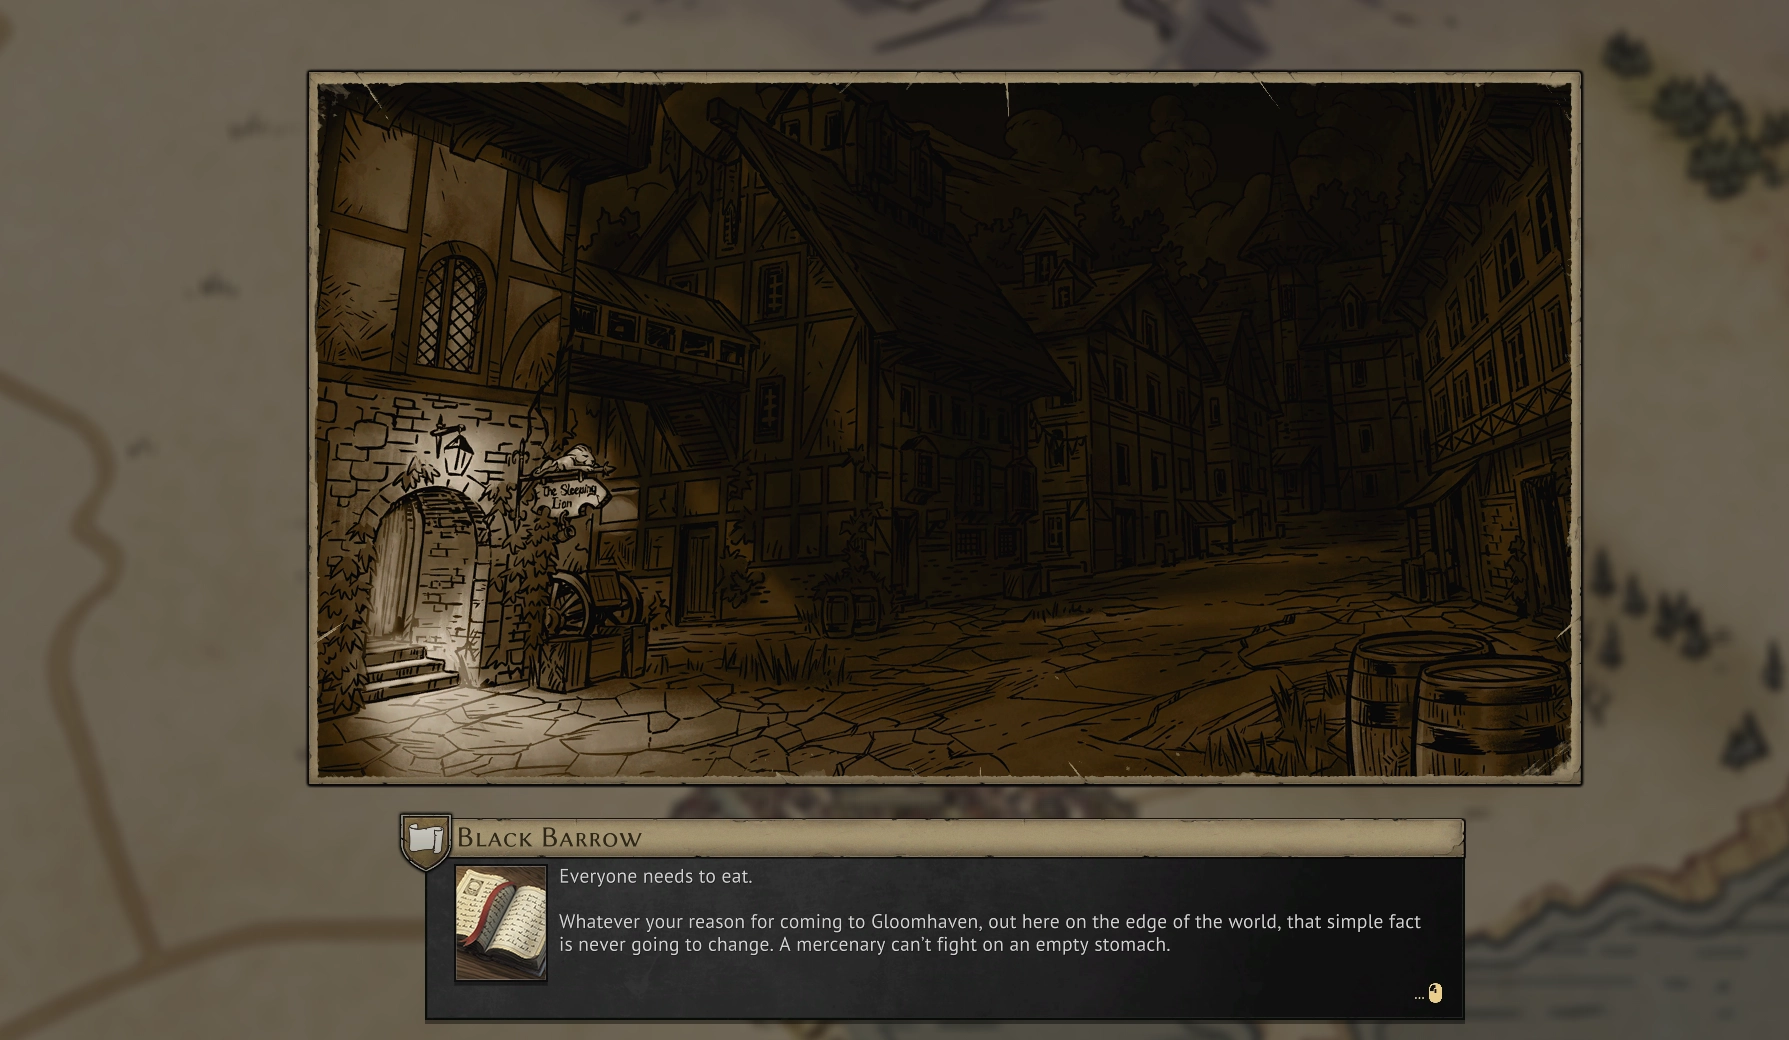 The Sleeping
Lion
Black Barrow
Everyone needs to eat.
Whatever your reason for coming to Gloomhaven, out here on the edge of the world, that simple fact
is never going to change. A mercenary can't fight on an empty stomach.
...